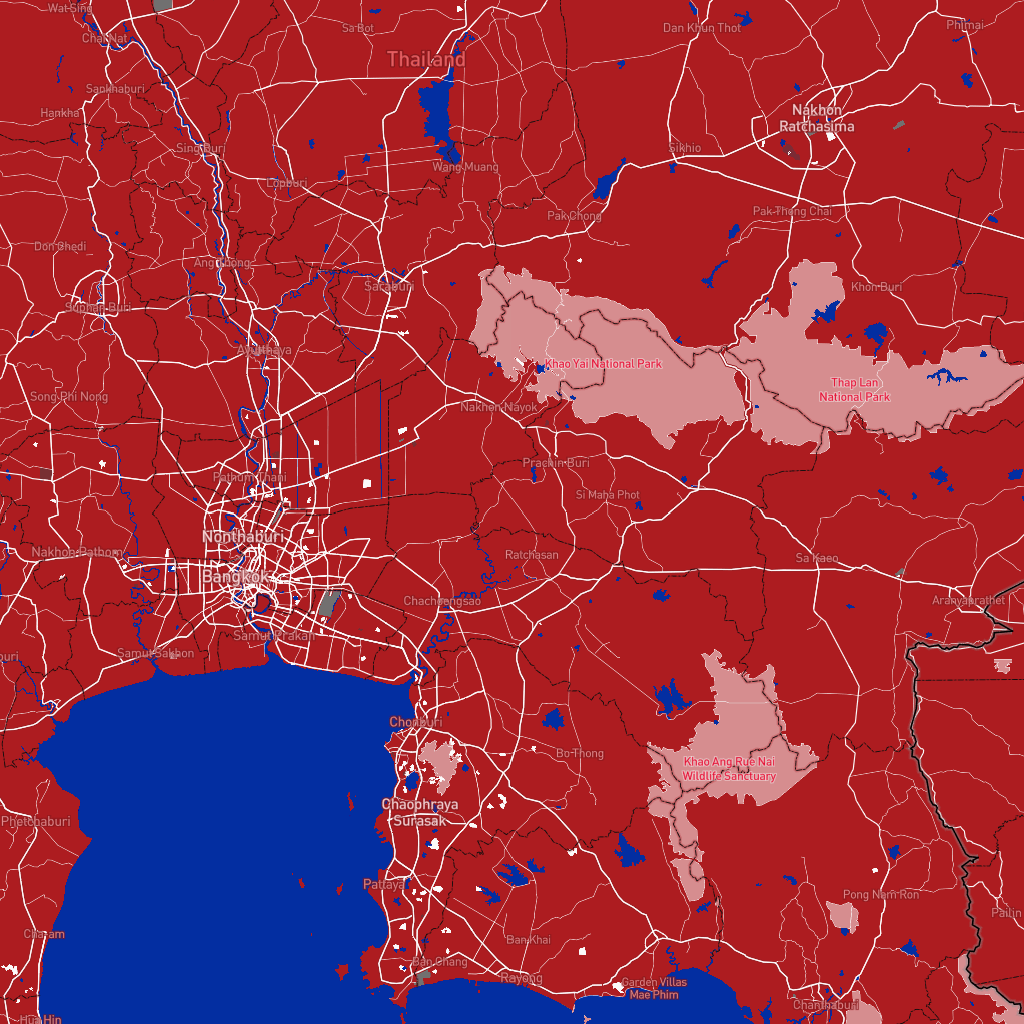 Wat Sing
Sa Bot
Dan Khun Thot
Phimai
Chai Nat
Thailand
Sankhaburi
Hankha
Nakhon
Ratchasima
Sing Buri
Sikhio
Wang Muang
Lopburi
Pak Chong
Pak Thong Chai
Don Chedi
Ang Thong
Saraburi
Khon Buri
Suphan Buri
Ayutthaya
Khao Yai National Park
Thap Lan
National Park
Song Phi Nong
Nakhon Nayok
Prachin Buri
Pathum Thani
Si Maha Phot
Nonthaburi
Nakhon Pathom
Ratchasan
Sa Kaeo
Bangkok
Chachoengsao
Aranyaprathet
Samut Prakan
Samut Sakhon
Chonburi
Bo Thong
Khao Ang Rue Nai
Wildlife Sanctuary
Chaophraya
Surasak
Phetchaburi
Pattaya
Pong Nam Ron
Pailin
Cha'am
Ban Khai
Ban Chang
Rayong
Garden Villas
Mae Phim
Chanthaburi
Hua Hin